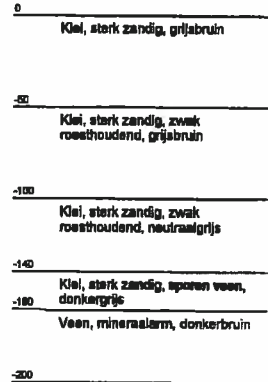 0
Klei, sterk zandig, grijsbruin
-50
Klei, sterk zandig, zwak
roesthoudend, grijsbruin
-100
Klei, sterk zandig, zwak
roesthoudend, neutraalgrijs
-140
Klei, sterk zandig, sporen veen,
donkergrijs
-160
Veen, mineraalarm, donkerbruin
-200